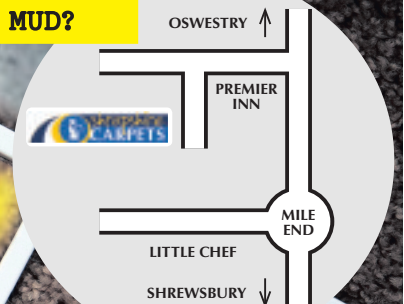 MUD?
OSWESTRY
PREMIER
INN
CARPETS
MILE
END
LITTLE CHEF
SHREWSBURY